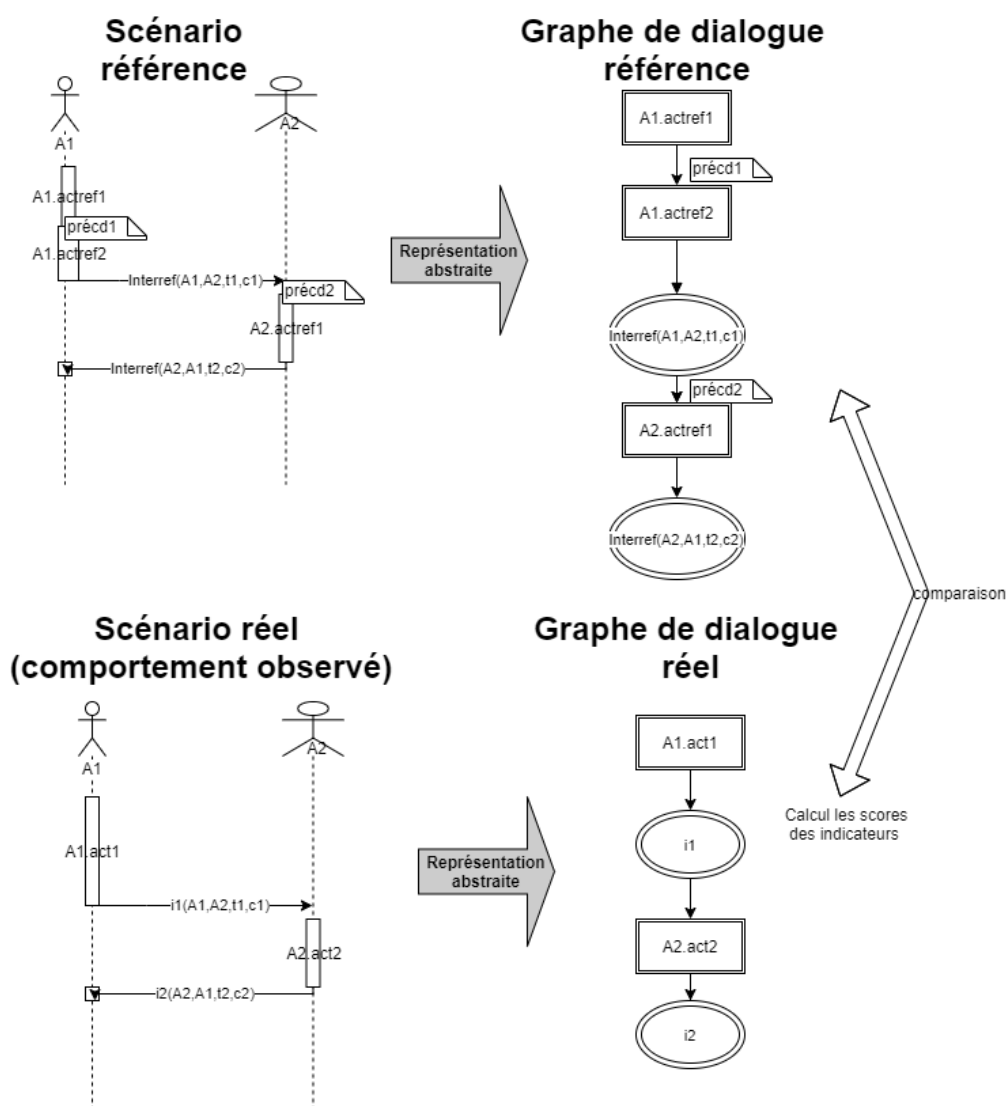 Scénario
référence
A1
A2
A1.actref1
précd1
A1.actref2
Interref(A1,A2,t1,c1)
précd2
A2.actref1
Interref(A2,A1,t2,c2)
Représentation
abstraite
Graphe de dialogue
référence
A1.actref1
précd1
A1.actref2
Interref(A1,A2,t1,c1)
précd2
A2.actref1
Interref(A2,A1,t2,c2)
comparaison
Scénario réel
(comportement observé)
A1
A2
A1.act1
i1(A1,A2,t1,c1)
A2.act2
i2(A2,A1,t2,c2)
Représentation
abstraite
Graphe de dialogue
réel
A1.act1
i1
A2.act2
i2
Calcul les scores
des indicateurs